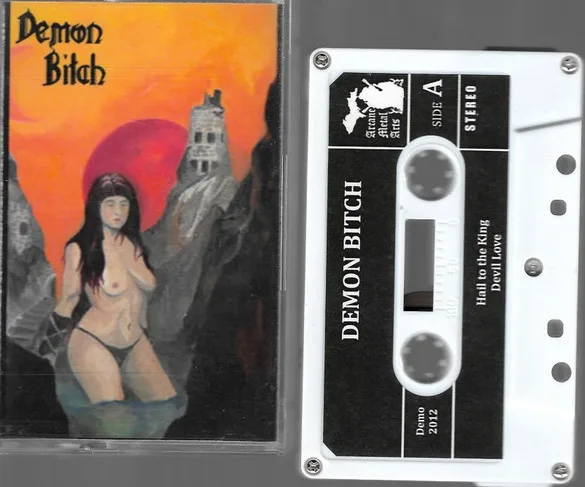 Demon
Bitch
Arcane
Metal
Arts
SIDE A
STEREO
DEMON BITCH
Hail to the King
Devil Love
Demo
2012